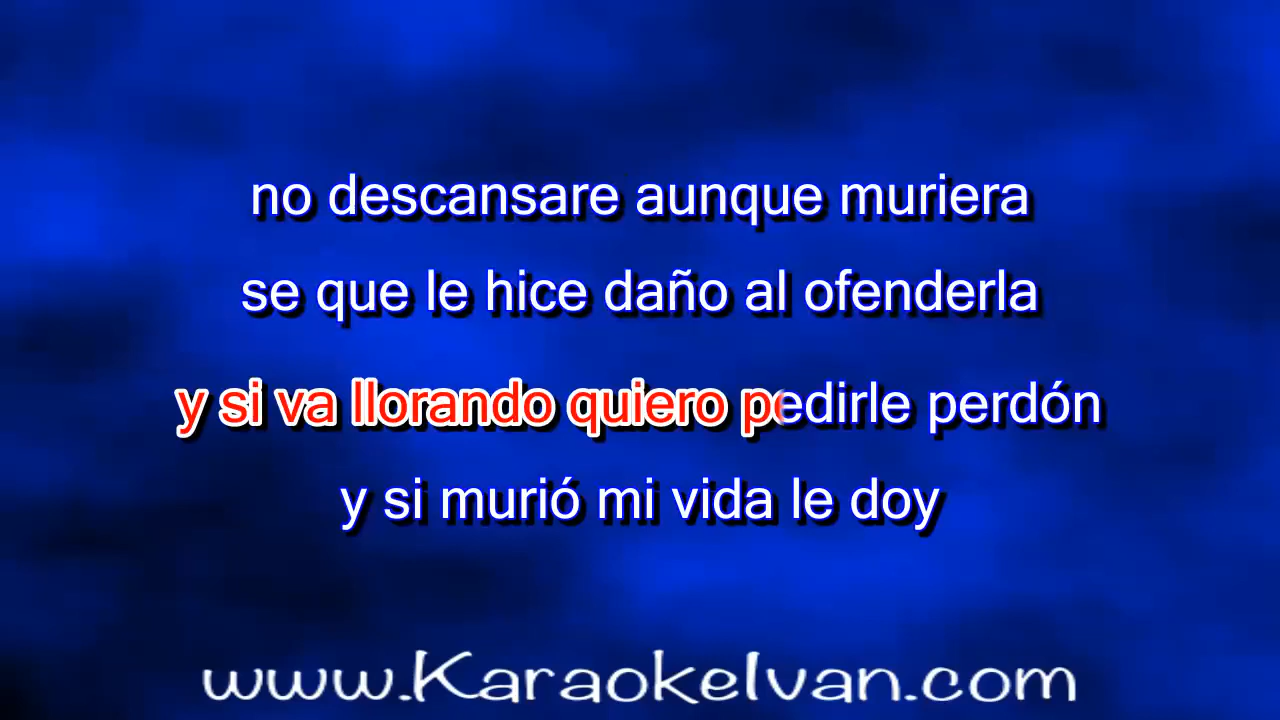 no descansare aunque muriera
se que le hice daño al ofenderla
y si va llorando quiero pedirle perdón
y si murió mi vida le doy
www.KaraokeIvan.com